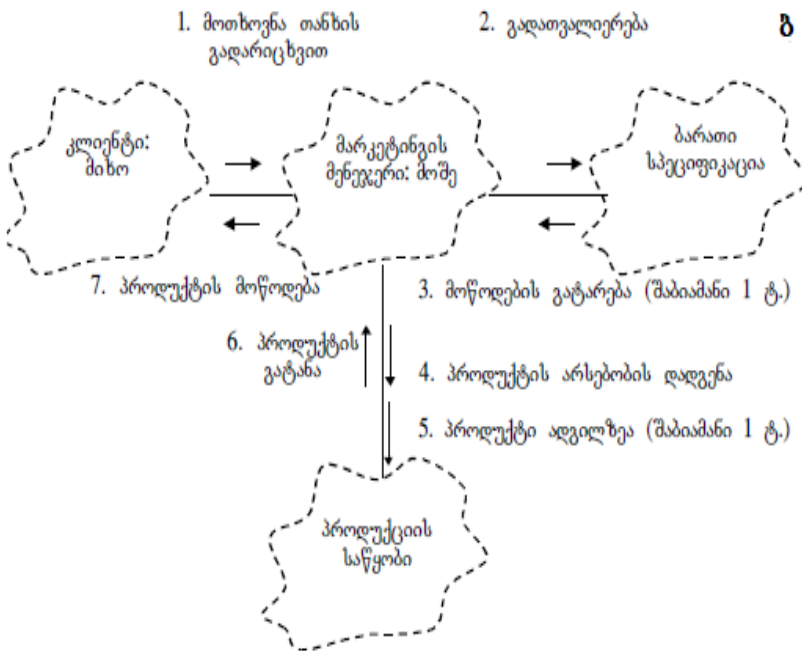 1. მოთხოვნა თანხის
გადარიცხვით
2. გადათვალიერება
ბ
კლიენტი:
მიხო
მარკეტინგის
მენეჯერი: მოშე
ბარათი
სპეციფიკაცია
7. პროდუქტის მოწოდება
3. მოწოდების გატარება (შაბიამანი 1 ტ.)
6. პროდუქტის
გატანა
4. პროდუქტის არსებობის დადგენა
5. პროდუქტი ადგილზეა (შაბიამანი 1 ტ.)
პროდუქციის
საწყობი